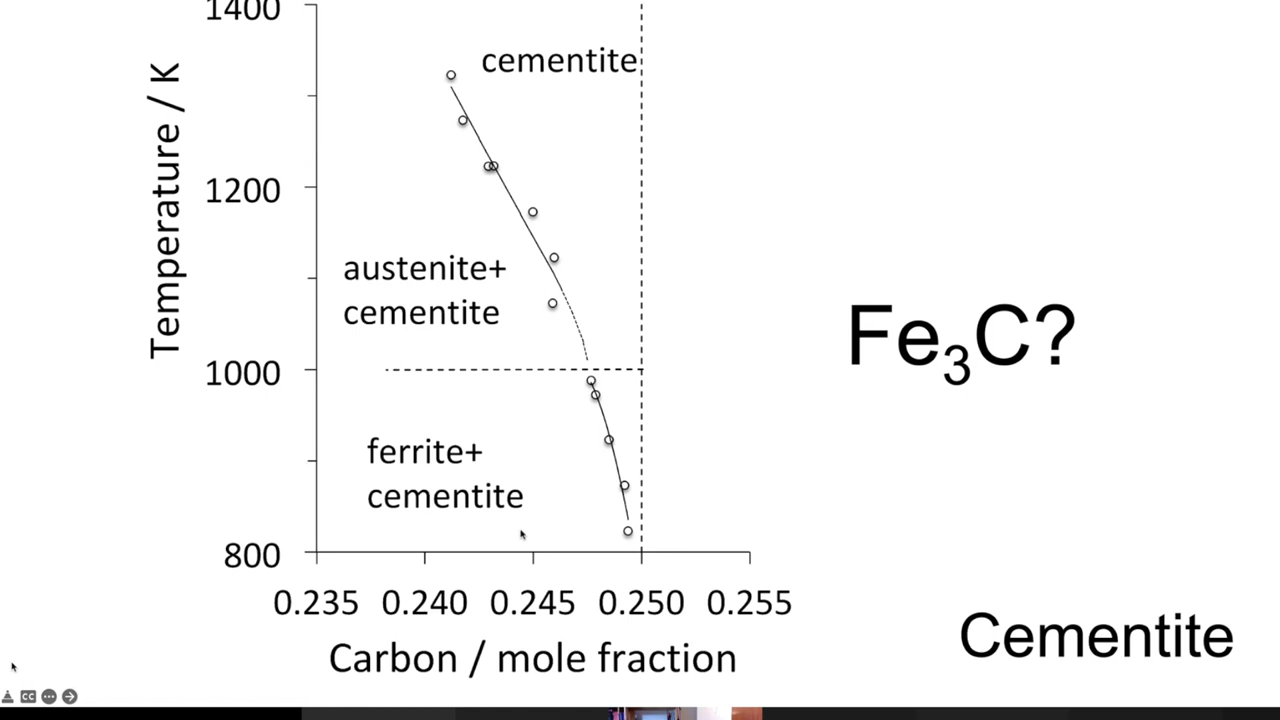 1400
cementite
Temperature / K
1200
austenite+
cementite
Fe3C?
1000
ferrite+
cementite
800
0.235 0.240 0.245 0.250 0.255
Carbon / mole fraction
Cementite
CC